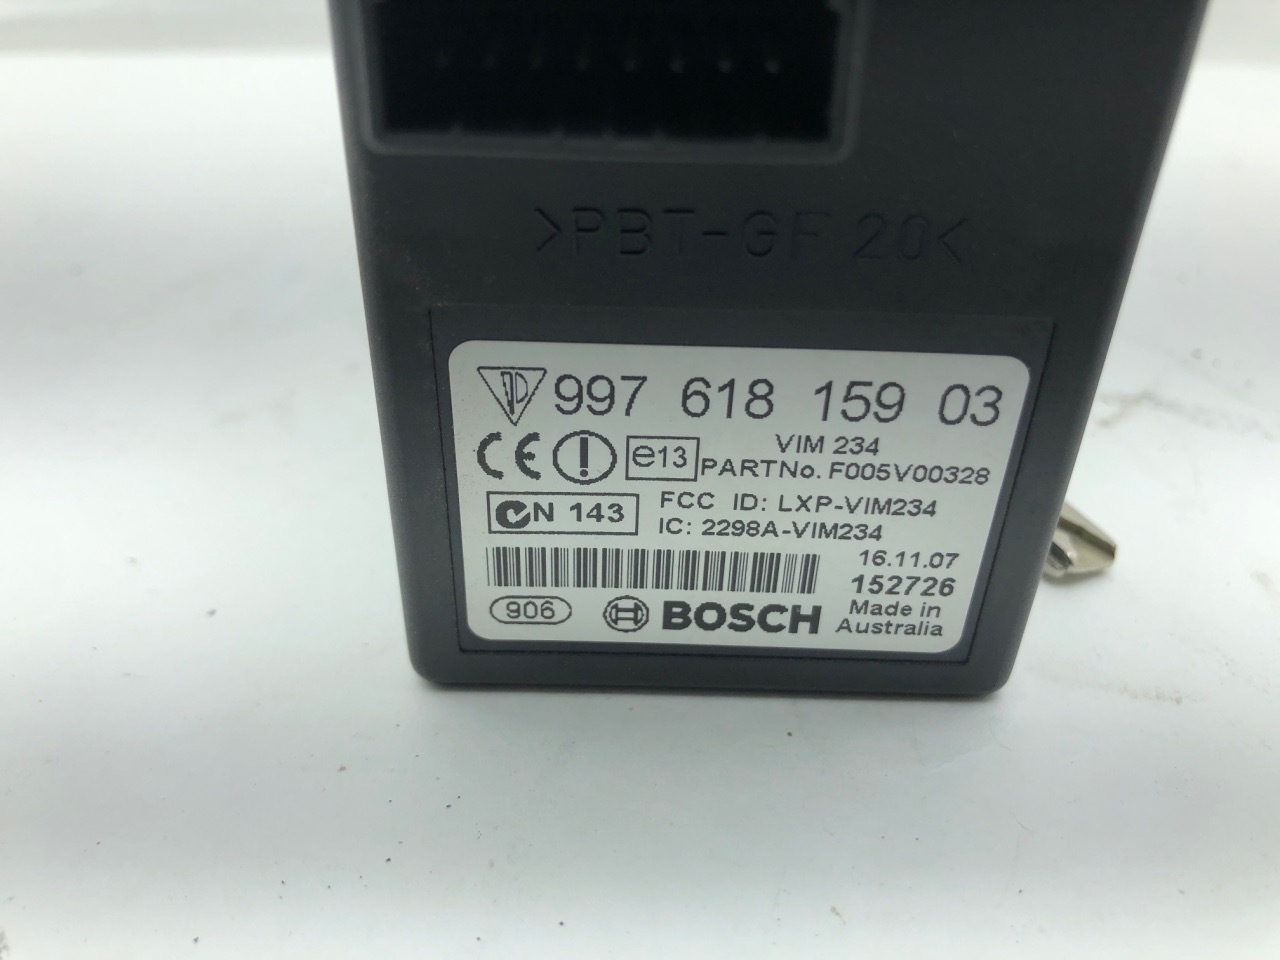 >PBT-GF 20<
997 618 159 03
CE e13 VIM 234
PARTNo. F005V00328
N 143 FCC ID: LXP-VIM234
IC: 2298A-VIM234
16.11.07
152726
906 BOSCH Made in
Australia